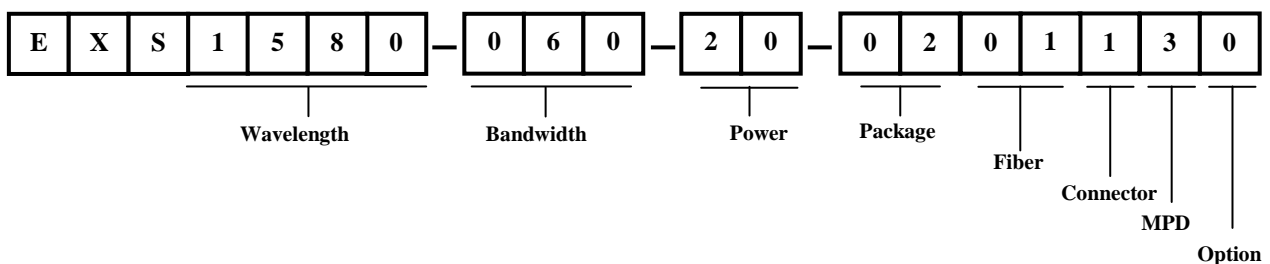 E X S 1 5 8 0 – 0 6 0 – 2 0 – 0 2 0 1 1 3 0
Wavelength Bandwidth Power Package
Fiber
Connector
MPD
Option